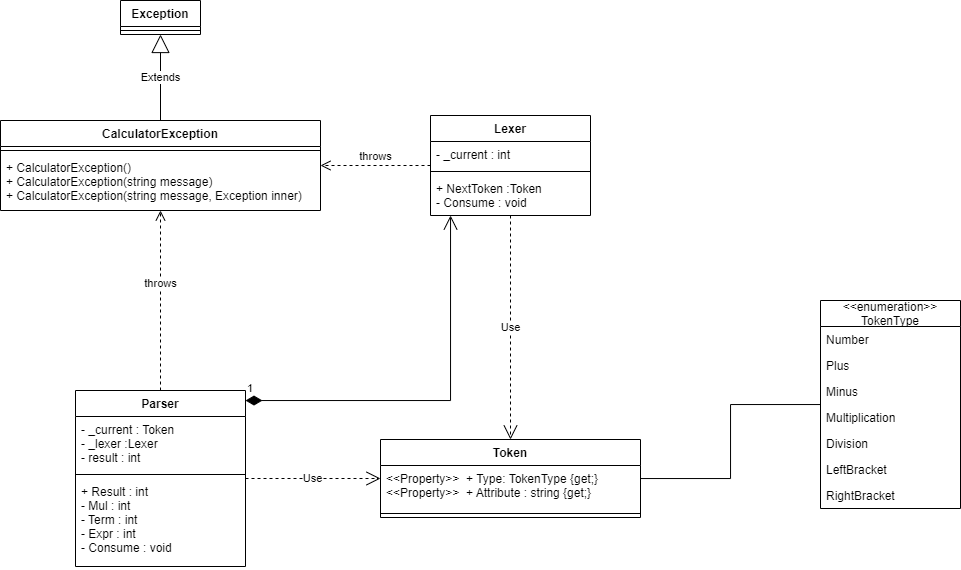 Exception
Extends
CalculatorException
+ CalculatorException()
+ CalculatorException(string message)
+ CalculatorException(string message, Exception inner)
throws
Lexer
- _current : int
+ NextToken :Token
- Consume : void
throws
Use
<<enumeration>>
TokenType
Number
Plus
Minus
Multiplication
Division
LeftBracket
RightBracket
1
Parser
- _current : Token
- _lexer :Lexer
- result : int
+ Result : int
- Mul : int
- Term : int
- Expr : int
- Consume : void
Use
Token
<<Property>> + Type: TokenType {get;}
<<Property>> + Attribute : string {get;}